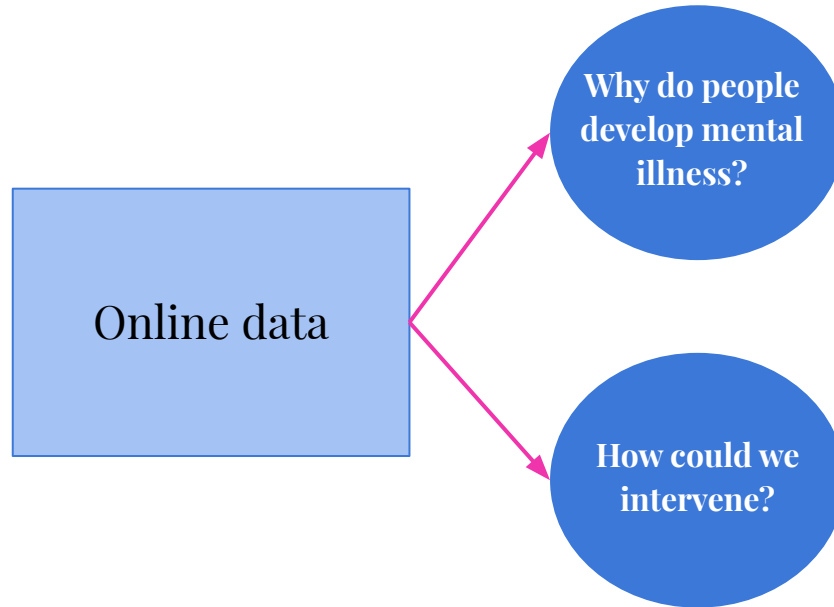 Why do people
develop mental
illness?
Online data
How could we
intervene?